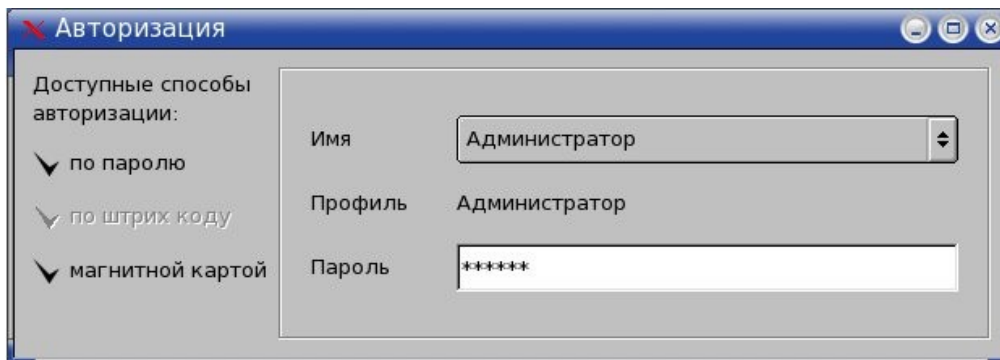 Авторизация
Доступные способы
авторизации:
по паролю
по штрих коду
магнитной картой
Имя
Администратор
Профиль
Администратор
Пароль
******